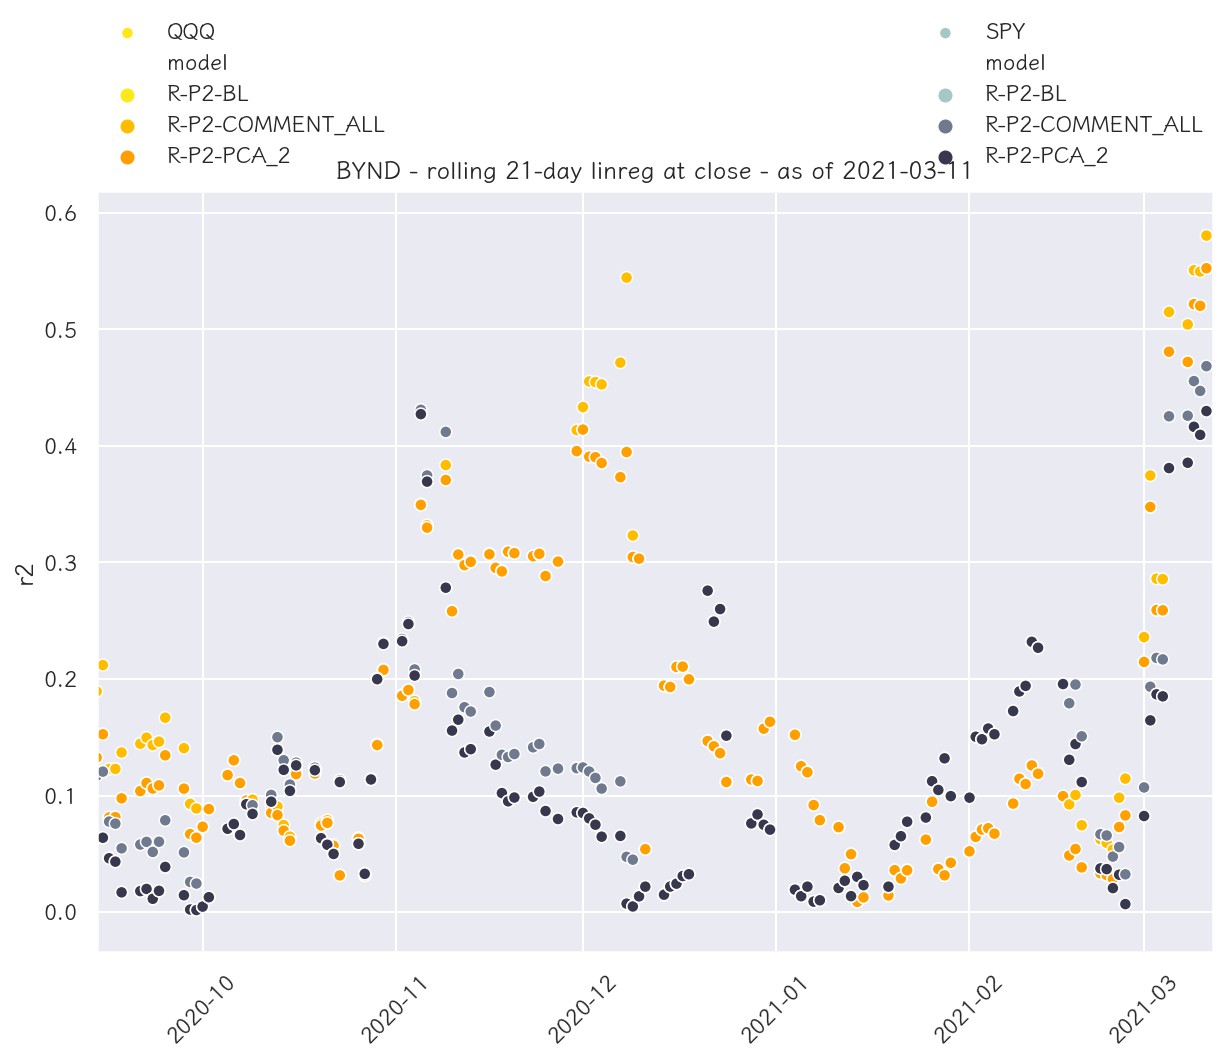 QQQ
model
R-P2-BL
R-P2-COMMENT_ALL
R-P2-PCA_2
SPY
model
R-P2-BL
R-P2-COMMENT_ALL
R-P2-PCA_2
BYND - rolling 21-day linreg at close - as of 2021-03-11
r2
0.6
0.5
0.4
0.3
0.2
0.1
0.0
2020-10
2020-11
2020-12
2021-01
2021-02
2021-03